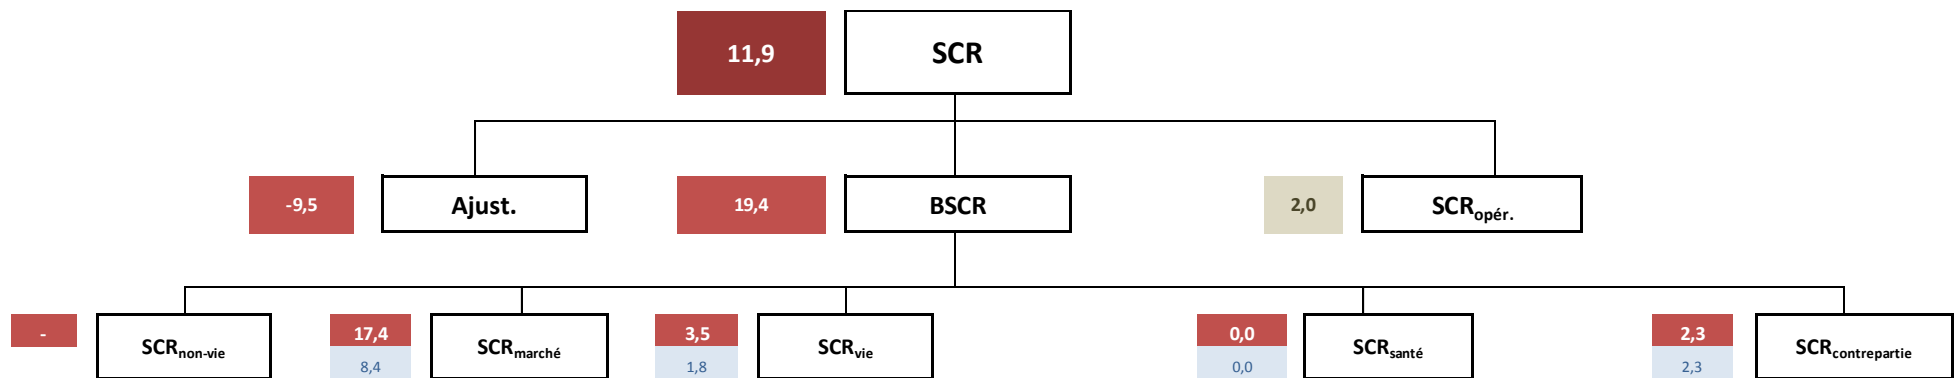 11,9 SCR
-9,5 Ajust. 19,4 BSCR 2,0 SCRopér.
- SCRnon-vie 17,4 SCRmarché 3,5 SCRvie 0,0 SCRsanté 2,3 SCRcontrepartie
8,4 1,8 0,0 2,3